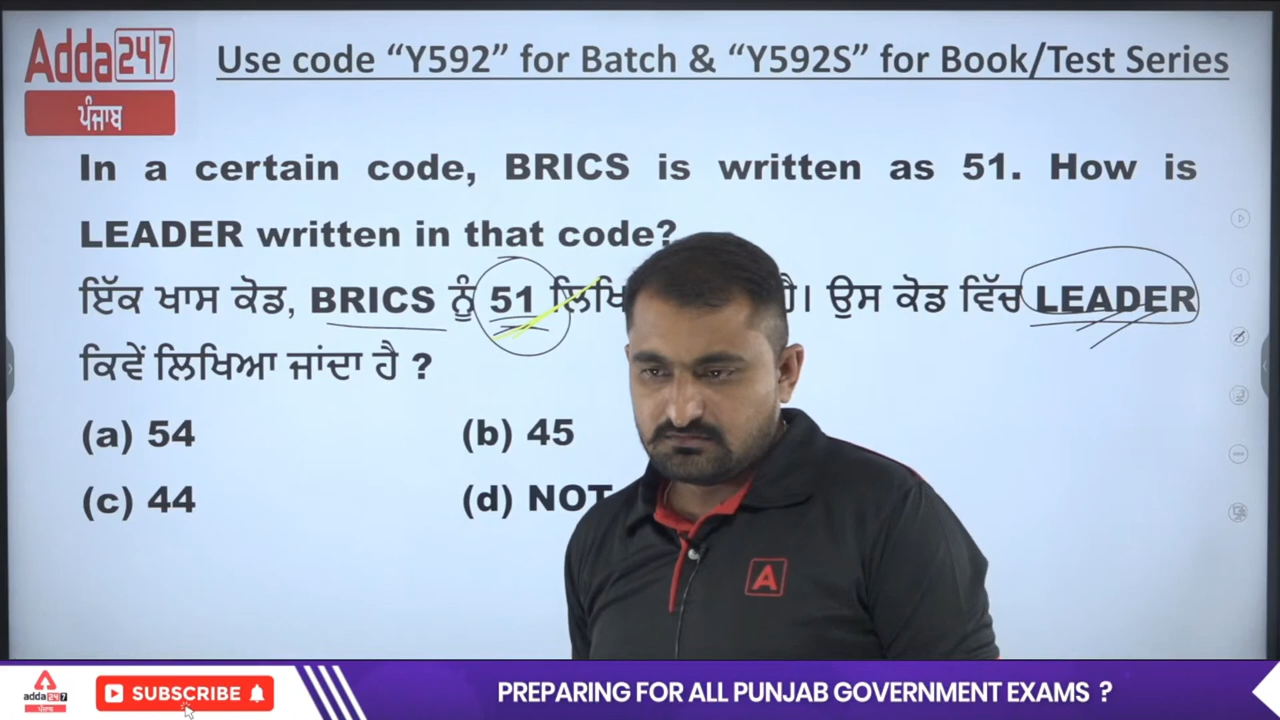 Adda247
ਪੰਜਾਬ
Use code “Y592” for Batch & “Y592S” for Book/Test Series
In a certain code, BRICS is written as 51. How is
LEADER written in that code?
ਇੱਕ ਖਾਸ ਕੋਡ, BRICS ਨੂੰ 51 ਹੈ। ਉਸ ਕੋਡ ਵਿੱਚ LEADER
ਕਿਵੇਂ ਲਿਖਿਆ ਜਾਂਦਾ ਹੈ ?
(a) 54 (b) 45
(c) 44 (d) NOT
A
adda247
ਪੰਜਾਬ
SUBSCRIBE
PREPARING FOR ALL PUNJAB GOVERNMENT EXAMS ?